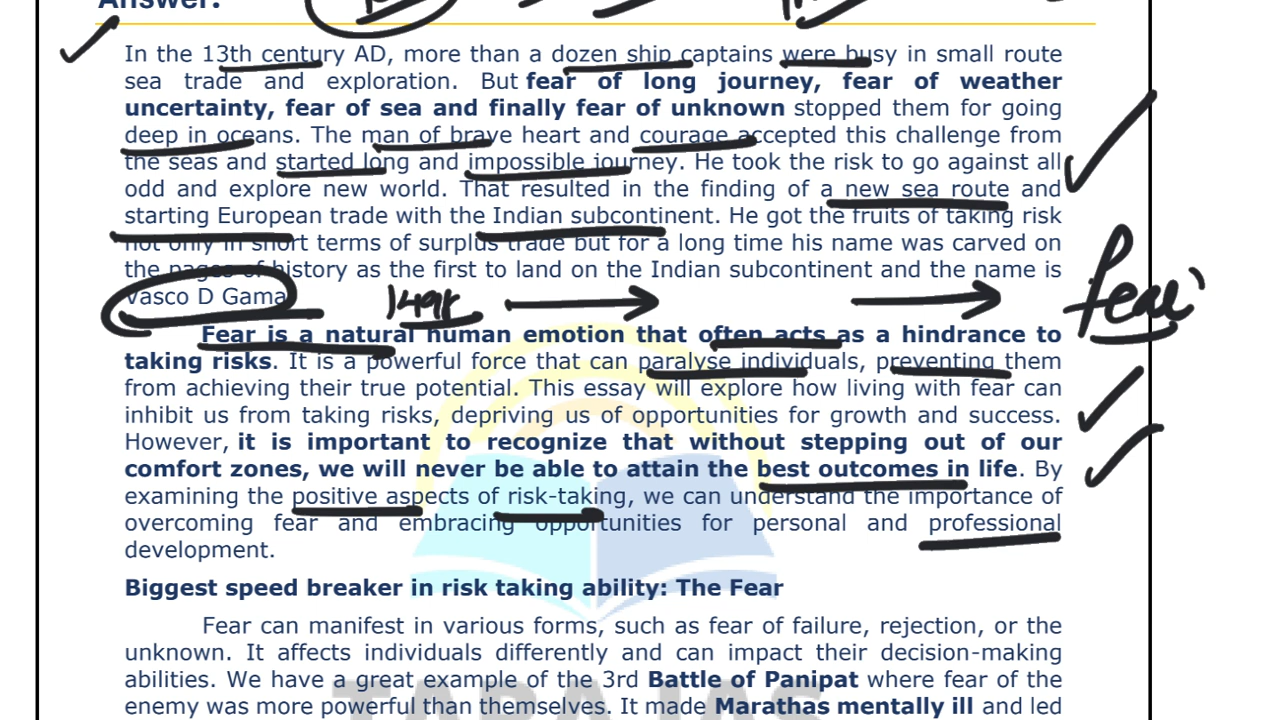 Answer:
In the 13th century AD, more than a dozen ship captains were busy in small route
sea trade and exploration. But fear of long journey, fear of weather
uncertainty, fear of sea and finally fear of unknown stopped them for going
deep in oceans. The man of brave heart and courage accepted this challenge from
the seas and started long and impossible journey. He took the risk to go against all
odd and explore new world. That resulted in the finding of a new sea route and
starting European trade with the Indian subcontinent. He got the fruits of taking risk
not only in short terms of surplus trade but for a long time his name was carved on
the pages of history as the first to land on the Indian subcontinent and the name is
Vasco D Gama 1498
fear
Fear is a natural human emotion that often acts as a hindrance to
taking risks. It is a powerful force that can paralyse individuals, preventing them
from achieving their true potential. This essay will explore how living with fear can
inhibit us from taking risks, depriving us of opportunities for growth and success.
However, it is important to recognize that without stepping out of our
comfort zones, we will never be able to attain the best outcomes in life. By
examining the positive aspects of risk-taking, we can understand the importance of
overcoming fear and embracing opportunities for personal and professional
development.
Biggest speed breaker in risk taking ability: The Fear
Fear can manifest in various forms, such as fear of failure, rejection, or the
unknown. It affects individuals differently and can impact their decision-making
abilities. We have a great example of the 3rd Battle of Panipat where fear of the
enemy was more powerful than themselves. It made Marathas mentally ill and led